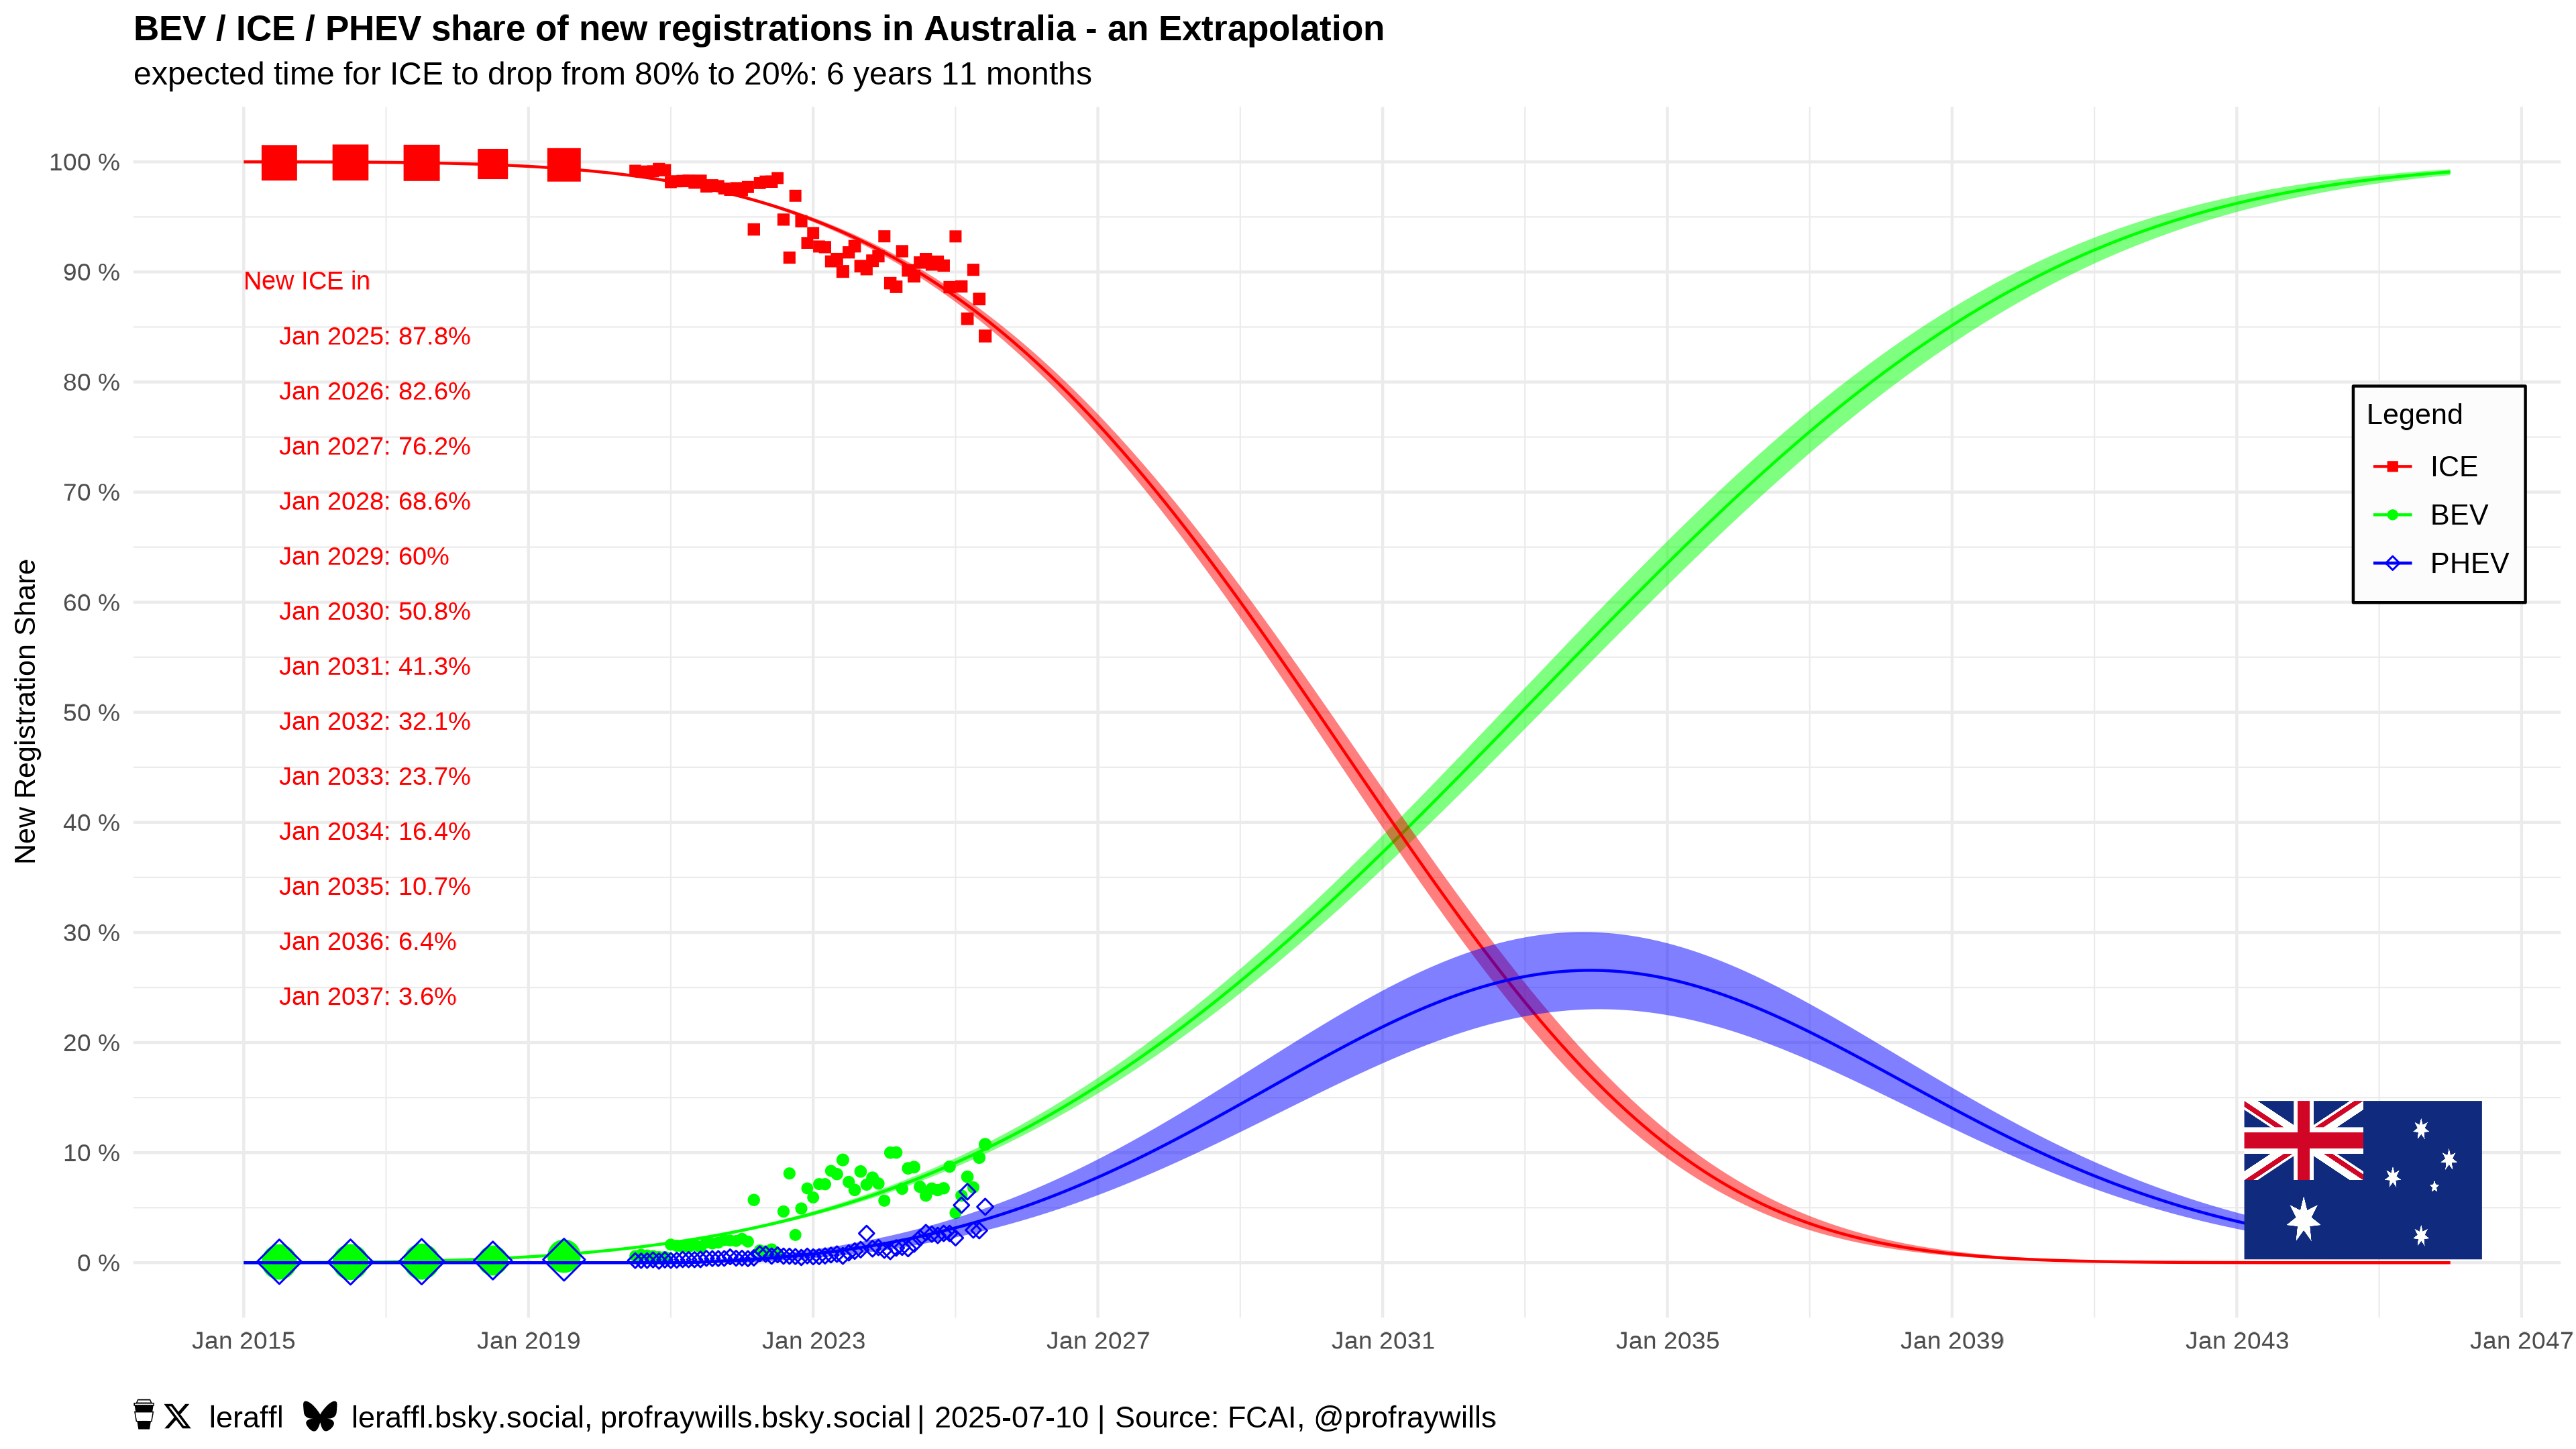 BEV / ICE / PHEV share of new registrations in Australia - an Extrapolation
expected time for ICE to drop from 80% to 20%: 6 years 11 months
New Registration Share
100 %
90 %
80 %
70 %
60 %
50 %
40 %
30 %
20 %
10 %
0 %
New ICE in
Jan 2025: 87.8%
Jan 2026: 82.6%
Jan 2027: 76.2%
Jan 2028: 68.6%
Jan 2029: 60%
Jan 2030: 50.8%
Jan 2031: 41.3%
Jan 2032: 32.1%
Jan 2033: 23.7%
Jan 2034: 16.4%
Jan 2035: 10.7%
Jan 2036: 6.4%
Jan 2037: 3.6%
Legend
ICE
BEV
PHEV
Jan 2015 Jan 2019 Jan 2023 Jan 2027 Jan 2031 Jan 2035 Jan 2039 Jan 2043 Jan 2047
leraffl leraffl.bsky.social, profraywills.bsky.social | 2025-07-10 | Source: FCAI, @profraywills